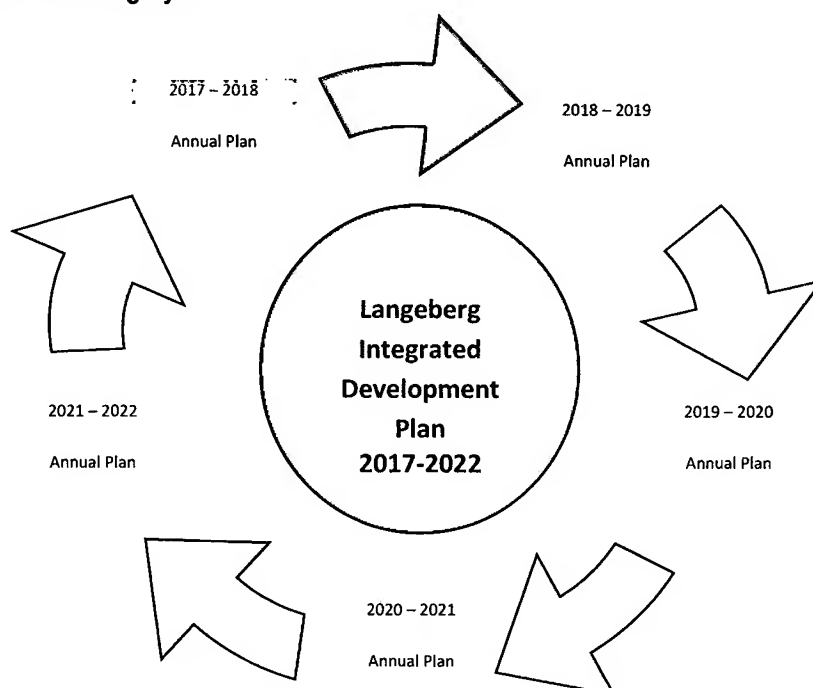 2017 – 2018
Annual Plan
2018 – 2019
Annual Plan
2019 – 2020
Annual Plan
2020 – 2021
Annual Plan
2021 – 2022
Annual Plan
Langeberg
Integrated
Development
Plan
2017-2022